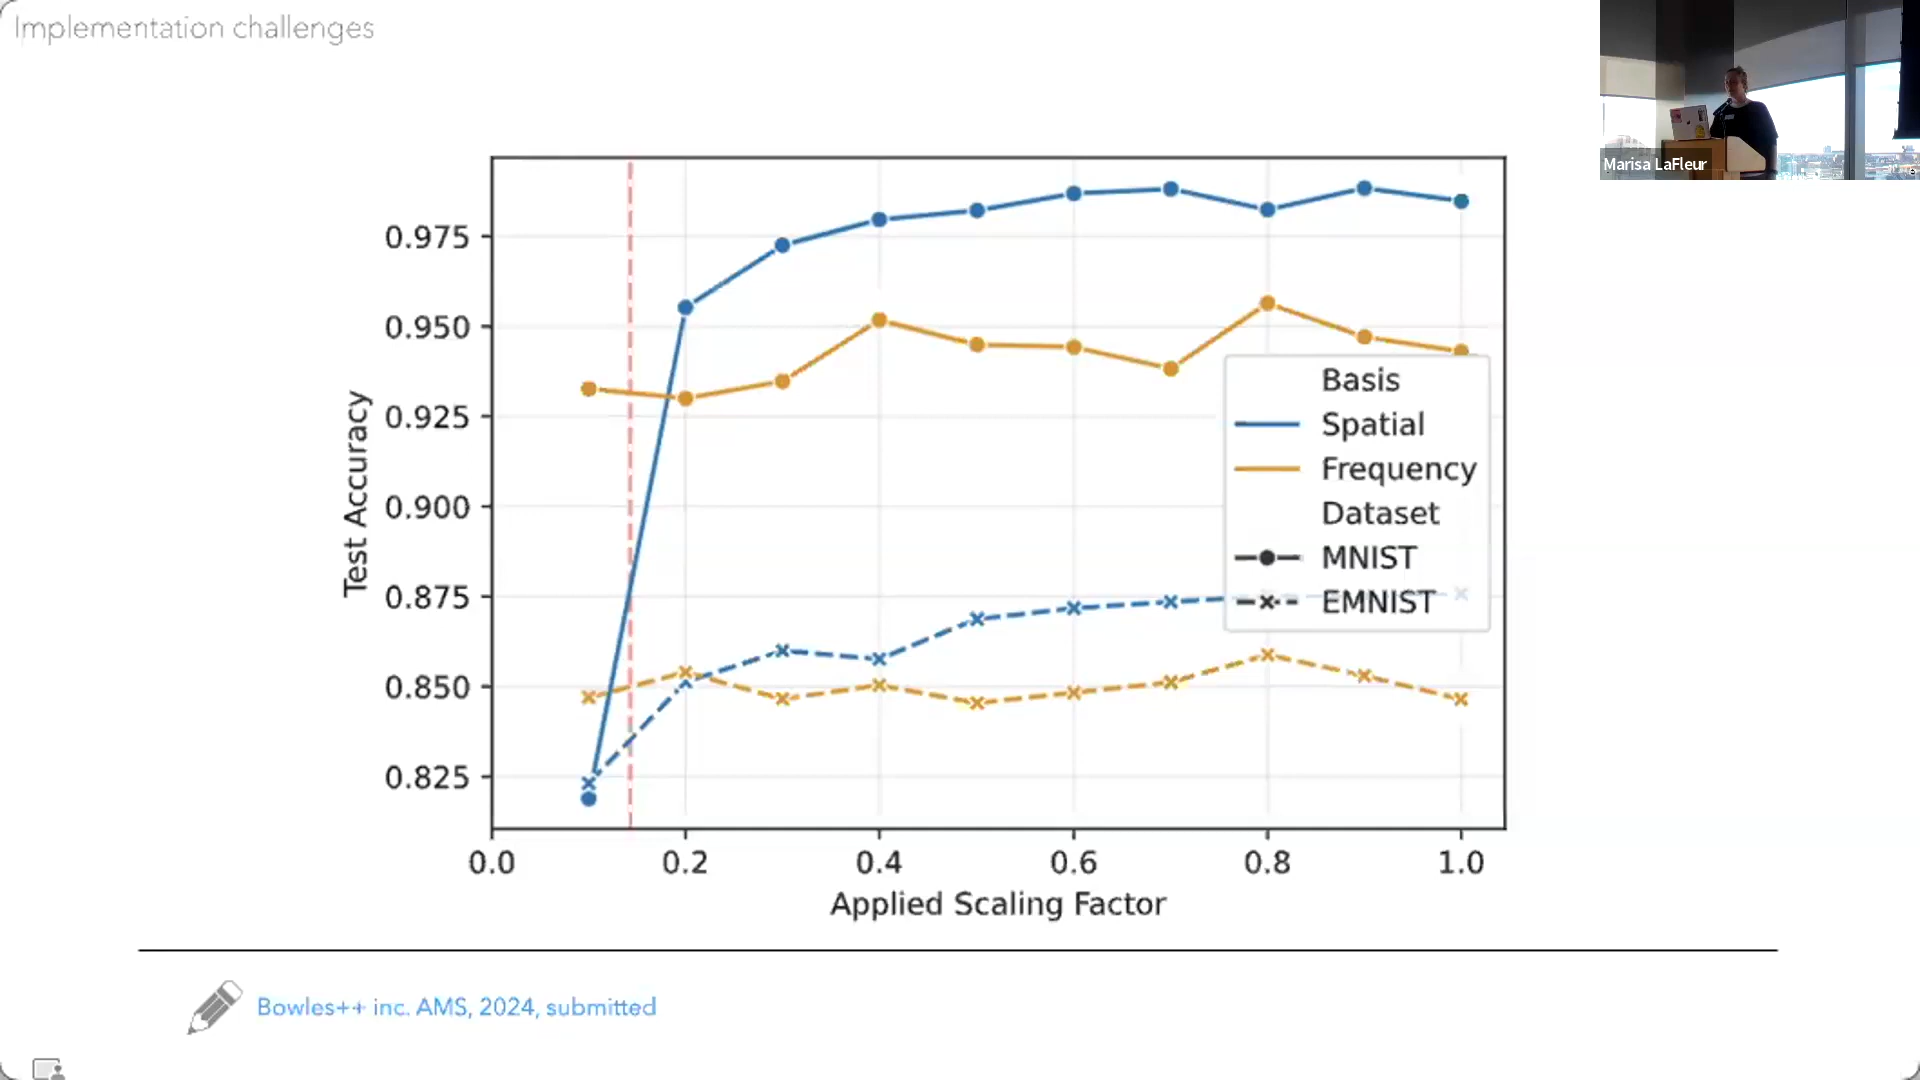 Implementation challenges
Marisa LaFleur
0.975
0.950
0.925
0.900
0.875
0.850
0.825
Test Accuracy
Basis
Spatial
Frequency
Dataset
MNIST
EMNIST
0.0 0.2 0.4 0.6 0.8 1.0
Applied Scaling Factor
Bowles++ inc. AMS, 2024, submitted